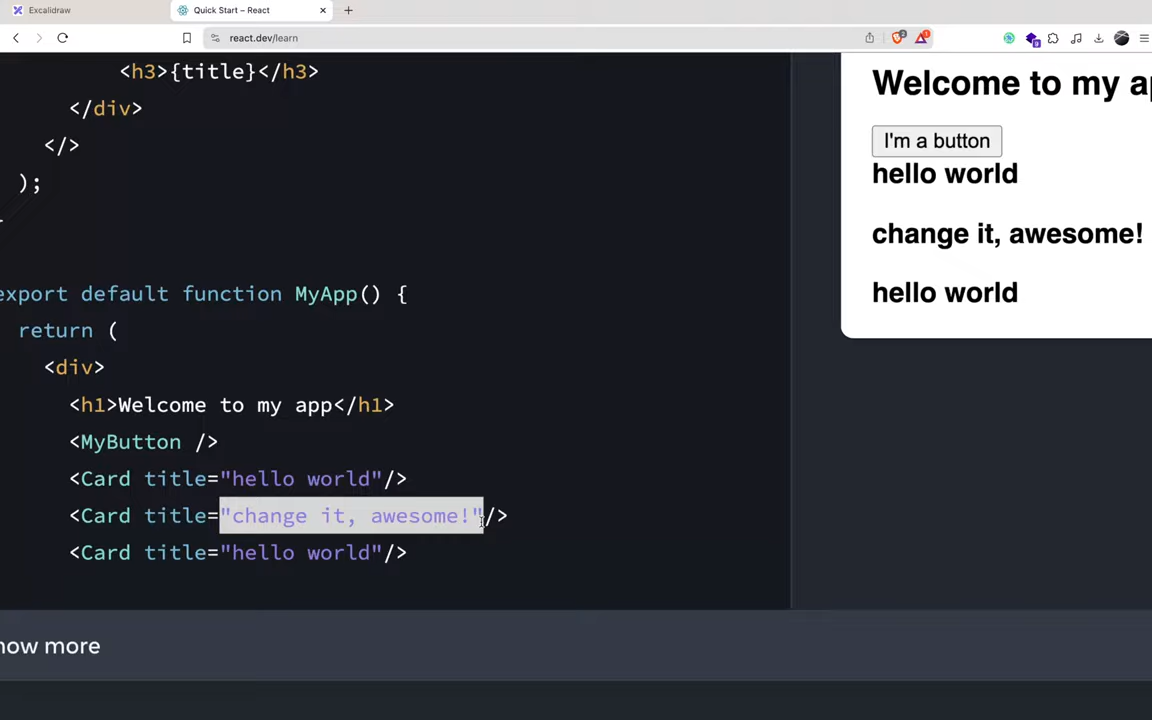 Excalidraw
Quick Start – React
react.dev/learn
<h3>{title}</h3>
</div>
</>
);
export default function MyApp() {
return (
<div>
<h1>Welcome to my app</h1>
<MyButton />
<Card title="hello world"/>
<Card title="change it, awesome!"/>
<Card title="hello world"/>
how more
Welcome to my ap
I'm a button
hello world
change it, awesome!
hello world